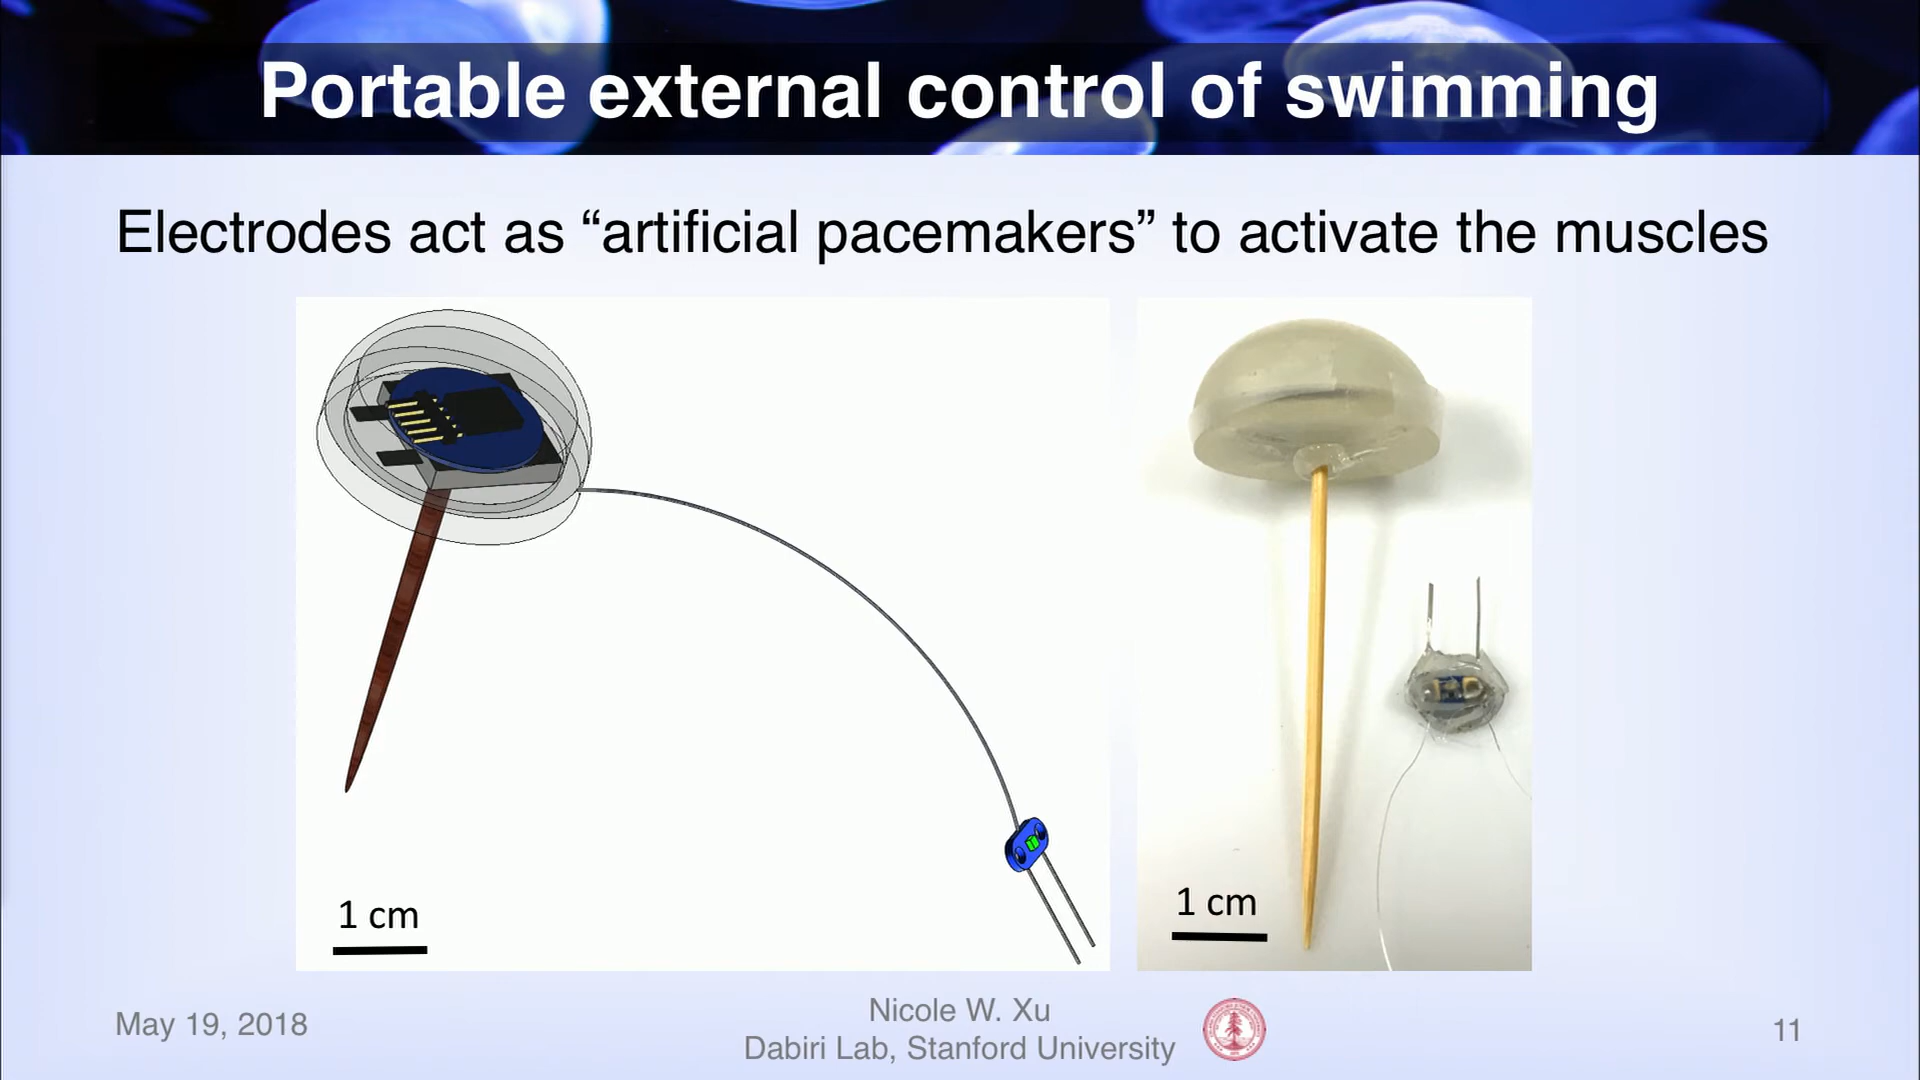 Portable external control of swimming
Electrodes act as “artificial pacemakers” to activate the muscles
1 cm
1 cm
May 19, 2018
Nicole W. Xu
Dabiri Lab, Stanford University
11